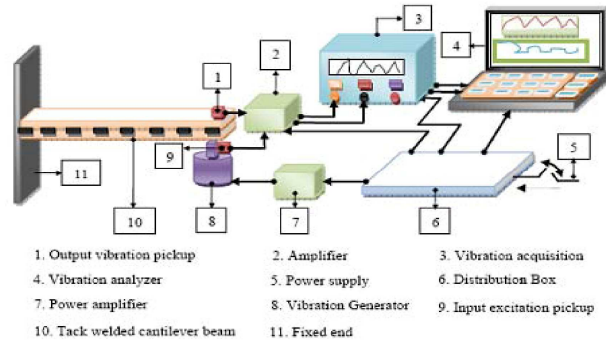 3
2
4
1
9
5
11
10
8
7
6
1. Output vibration pickup 2. Amplifier 3. Vibration acquisition
4. Vibration analyzer 5. Power supply 6. Distribution Box
7. Power amplifier 8. Vibration Generator 9. Input excitation pickup
10. Tack welded cantilever beam 11. Fixed end